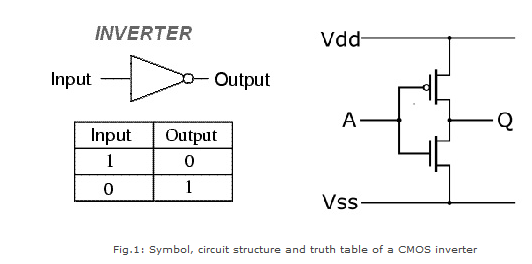 INVERTER
Input
Output
Input Output
1 0
0 1
Vdd
A
Q
Vss
Fig.1: Symbol, circuit structure and truth table of a CMOS inverter